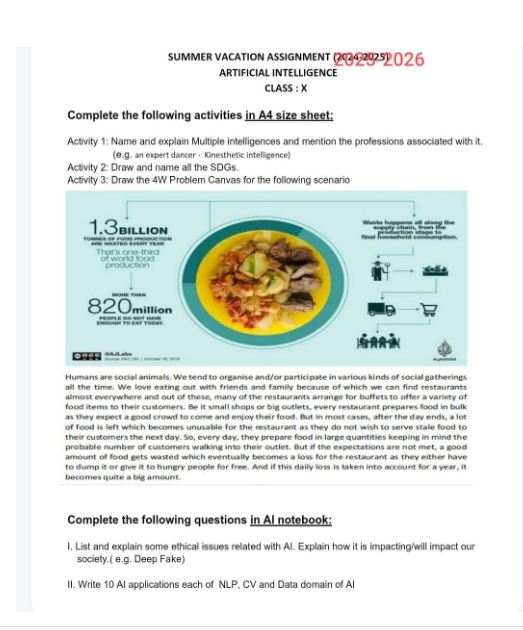 SUMMER VACATION ASSIGNMENT (2024-2025) 2025-2026
ARTIFICIAL INTELLIGENCE
CLASS : X
Complete the following activities in A4 size sheet:
Activity 1: Name and explain Multiple intelligences and mention the professions associated with it.
(e.g. an expert dancer - Kinesthetic intelligence)
Activity 2: Draw and name all the SDGs.
Activity 3: Draw the 4W Problem Canvas for the following scenario
1.3 BILLION
TONNES OF FOOD PRODUCTION
ARE WASTED EVERY YEAR
That's one-third
of world food
production
MORE THAN
820 million
PEOPLE DO NOT HAVE
ENOUGH TO EAT TODAY.
@AJLabs
Source: FAO, UN | October 16, 2019
Waste happens all along the
supply chain, from the
production stage to
final household consumption.
ALJAZEERA
Humans are social animals. We tend to organise and/or participate in various kinds of social gatherings
all the time. We love eating out with friends and family because of which we can find restaurants
almost everywhere and out of these, many of the restaurants arrange for buffets to offer a variety of
food items to their customers. Be it small shops or big outlets, every restaurant prepares food in bulk
as they expect a good crowd to come and enjoy their food. But in most cases, after the day ends, a lot
of food is left which becomes unusable for the restaurant as they do not wish to serve stale food to
their customers the next day. So, every day, they prepare food in large quantities keeping in mind the
probable number of customers walking into their outlet. But if the expectations are not met, a good
amount of food gets wasted which eventually becomes a loss for the restaurant as they either have
to dump it or give it to hungry people for free. And if this daily loss is taken into account for a year, it
becomes quite a big amount.
Complete the following questions in AI notebook:
I. List and explain some ethical issues related with AI. Explain how it is impacting/will impact our
society.( e.g. Deep Fake)
II. Write 10 AI applications each of NLP, CV and Data domain of AI